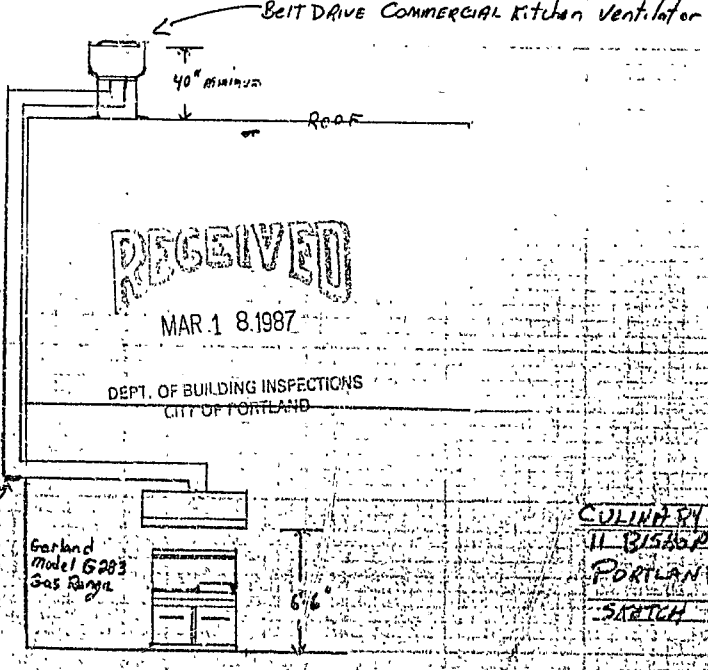 BELT DRIVE COMMERCIAL Kitchen Ventilator
40" minimum
ROOF
RECEIVED
MAR 1 8 1987
DEPT. OF BUILDING INSPECTIONS
CITY OF PORTLAND
Garland
Model G283
Gas Range
6'6"
CULINARY
11 BISHOP
PORTLAN
SKETCH